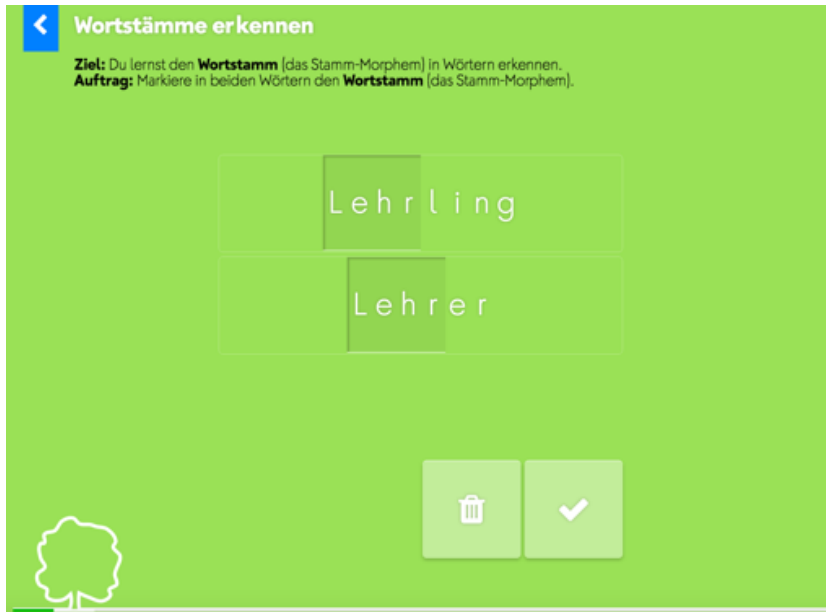 Wortstämme erkennen
Ziel: Du lernst den Wortstamm (das Stamm-Morphem) in Wörtern erkennen.
Auftrag: Markiere in beiden Wörtern den Wortstamm (das Stamm-Morphem).
Lehrling
Lehrer